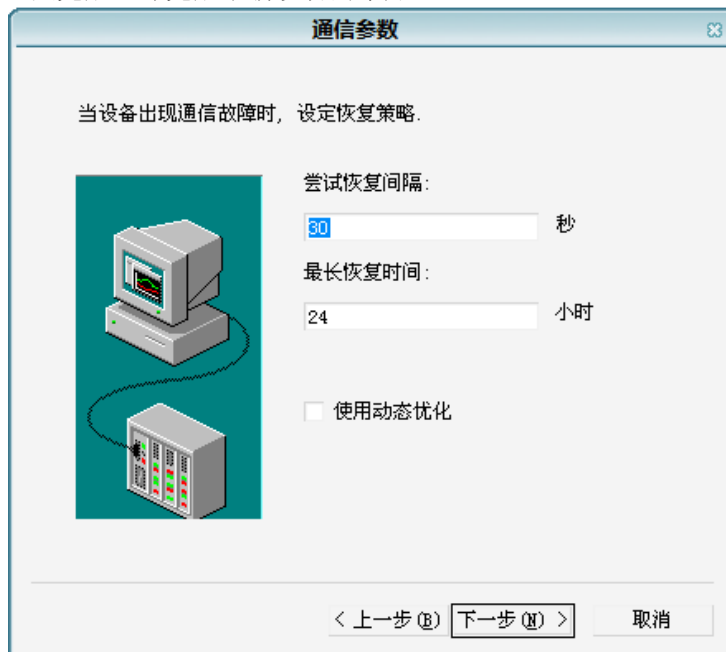 通信参数
当设备出现通信故障时, 设定恢复策略.
尝试恢复间隔:
30 秒
最长恢复时间:
24 小时
使用动态优化
< 上一步(B) 下一步(N) > 取消